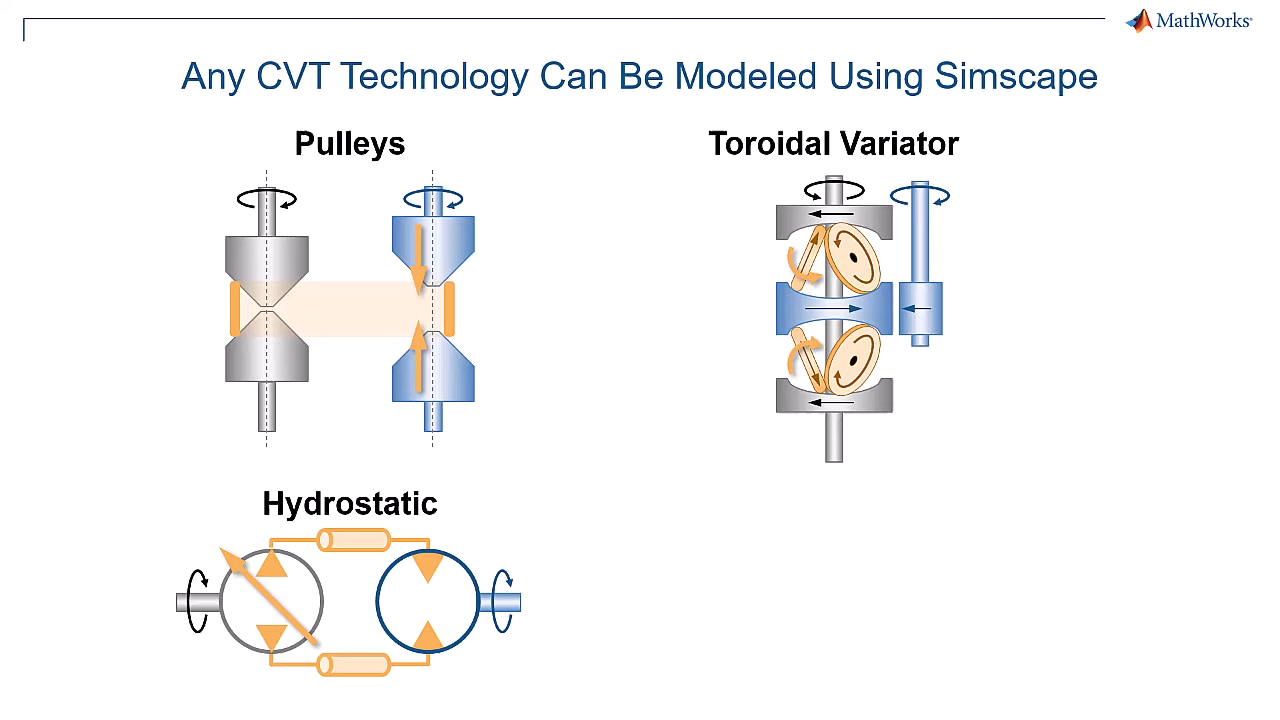 MathWorks®
Any CVT Technology Can Be Modeled Using Simscape
Pulleys
Toroidal Variator
Hydrostatic